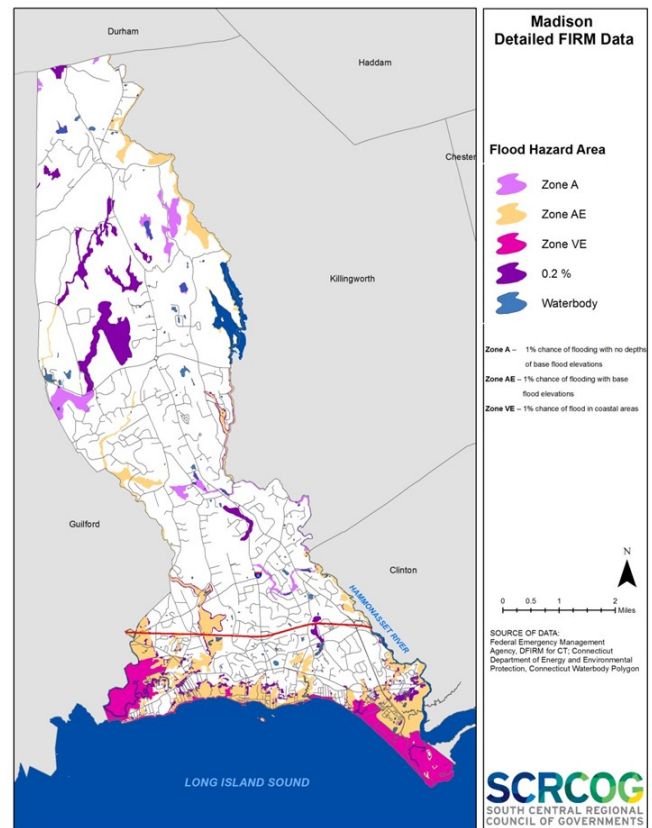 Madison
Detailed FIRM Data
Durham
Haddam
Chester
Killingworth
Guilford
Clinton
HAMMONASSET RIVER
LONG ISLAND SOUND
Flood Hazard Area
Zone A
Zone AE
Zone VE
0.2 %
Waterbody
Zone A – 1% chance of flooding with no depths
of base flood elevations
Zone AE – 1% chance of flooding with base
flood elevations
Zone VE – 1% chance of flood in coastal areas
N
0 0.5 1 2
Miles
SOURCE OF DATA:
Federal Emergency Management
Agency, DFIRM for CT; Connecticut
Department of Energy and Environmental
Protection, Connecticut Waterbody Polygon
SCRCOG
SOUTH CENTRAL REGIONAL
COUNCIL OF GOVERNMENTS